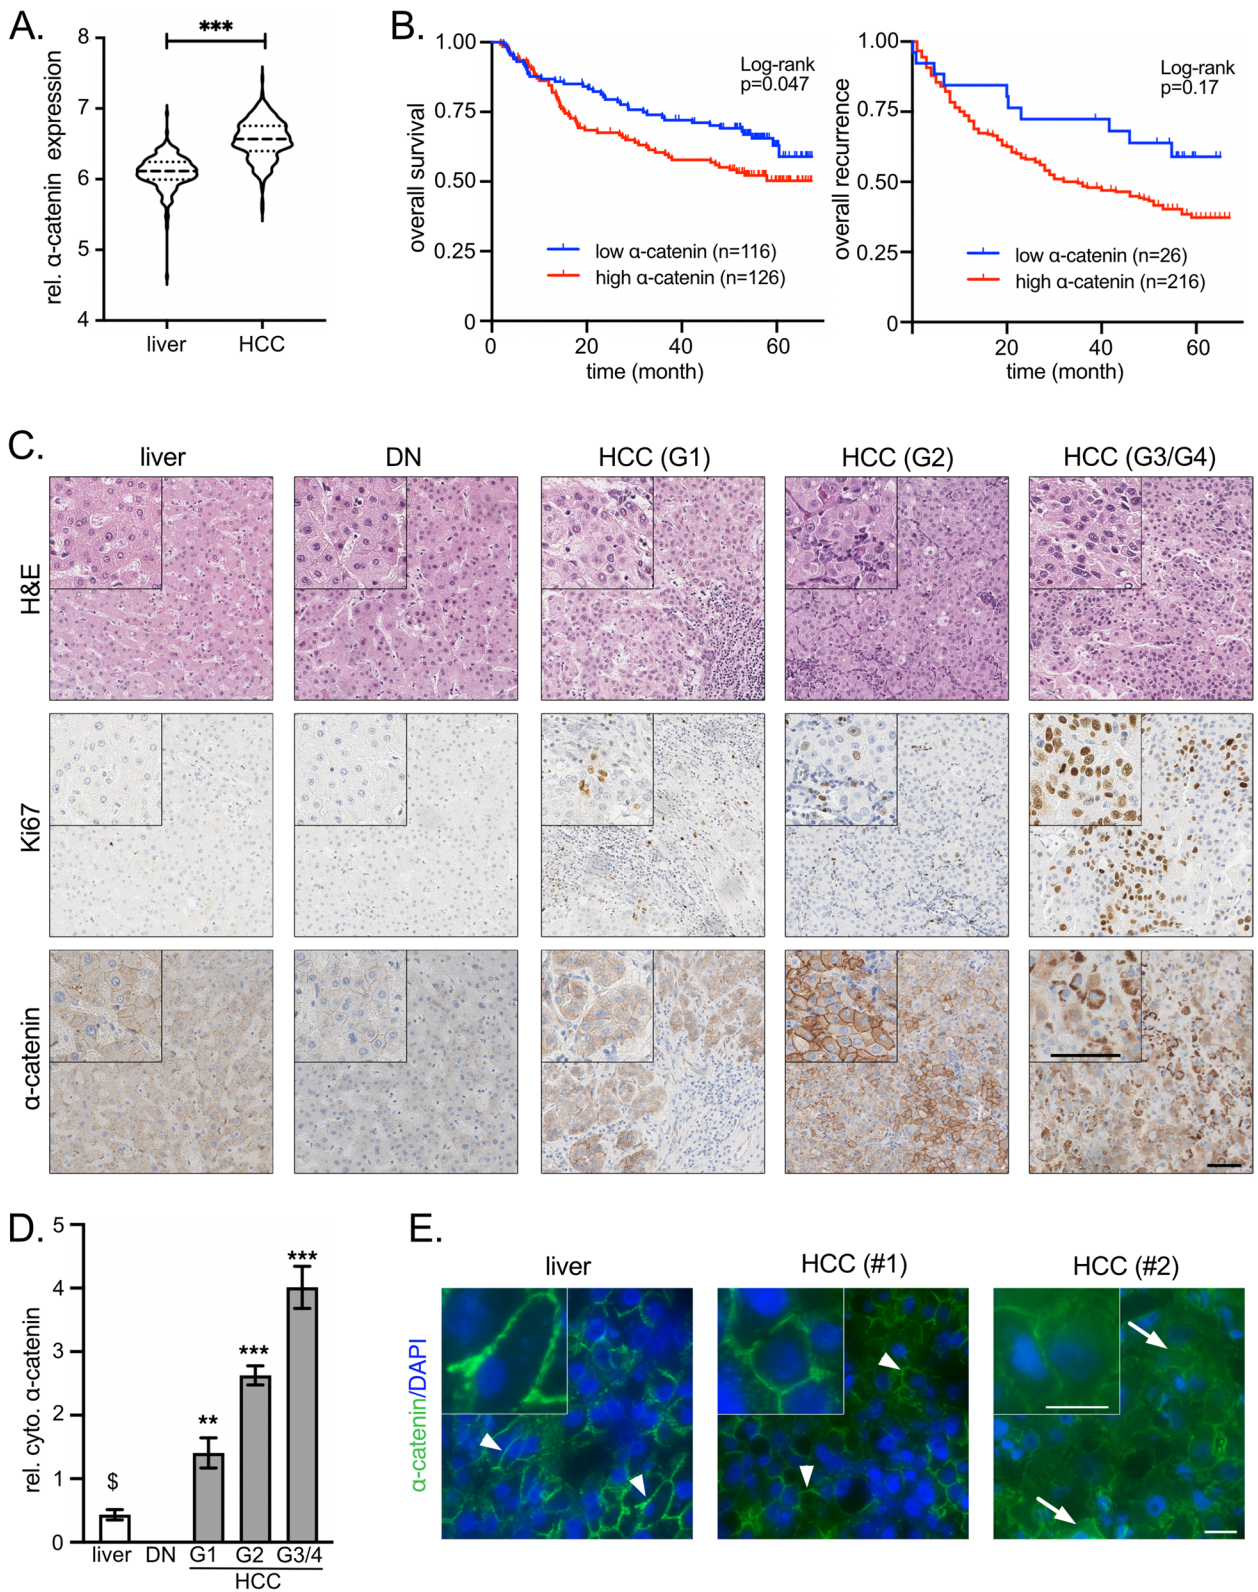 A.
rel. α-catenin expression
8
7
6
5
4
***
liver
HCC
B.
overall survival
1.00
0.75
0.50
0.25
0
Log-rank
p=0.047
low α-catenin (n=116)
high α-catenin (n=126)
0
20
40
60
time (month)
overall recurrence
1.00
0.75
0.50
0.25
0
Log-rank
p=0.17
low α-catenin (n=26)
high α-catenin (n=216)
20
40
60
time (month)
C.
liver
DN
HCC (G1)
HCC (G2)
HCC (G3/G4)
H&E
Ki67
α-catenin
D.
rel. cyto. α-catenin
5
4
3
2
1
0
$
**
***
***
liver
DN
G1
G2
G3/4
HCC
E.
liver
HCC (#1)
HCC (#2)
α-catenin/DAPI